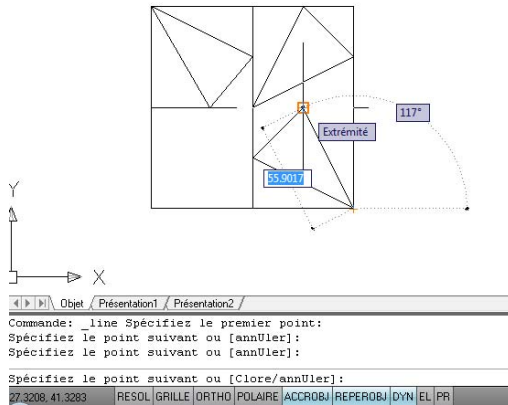 117°
Extrémité
55.9017
Y
X
Objet Présentation1 Présentation2
Commande: _line Spécifiez le premier point:
Spécifiez le point suivant ou [annUler]:
Spécifiez le point suivant ou [annUler]:
Spécifiez le point suivant ou [Clore/annUler]:
27.3208, 41.3283 RESOL GRILLE ORTHO POLAIRE ACCROBJ REPEROBJ DYN EL PR